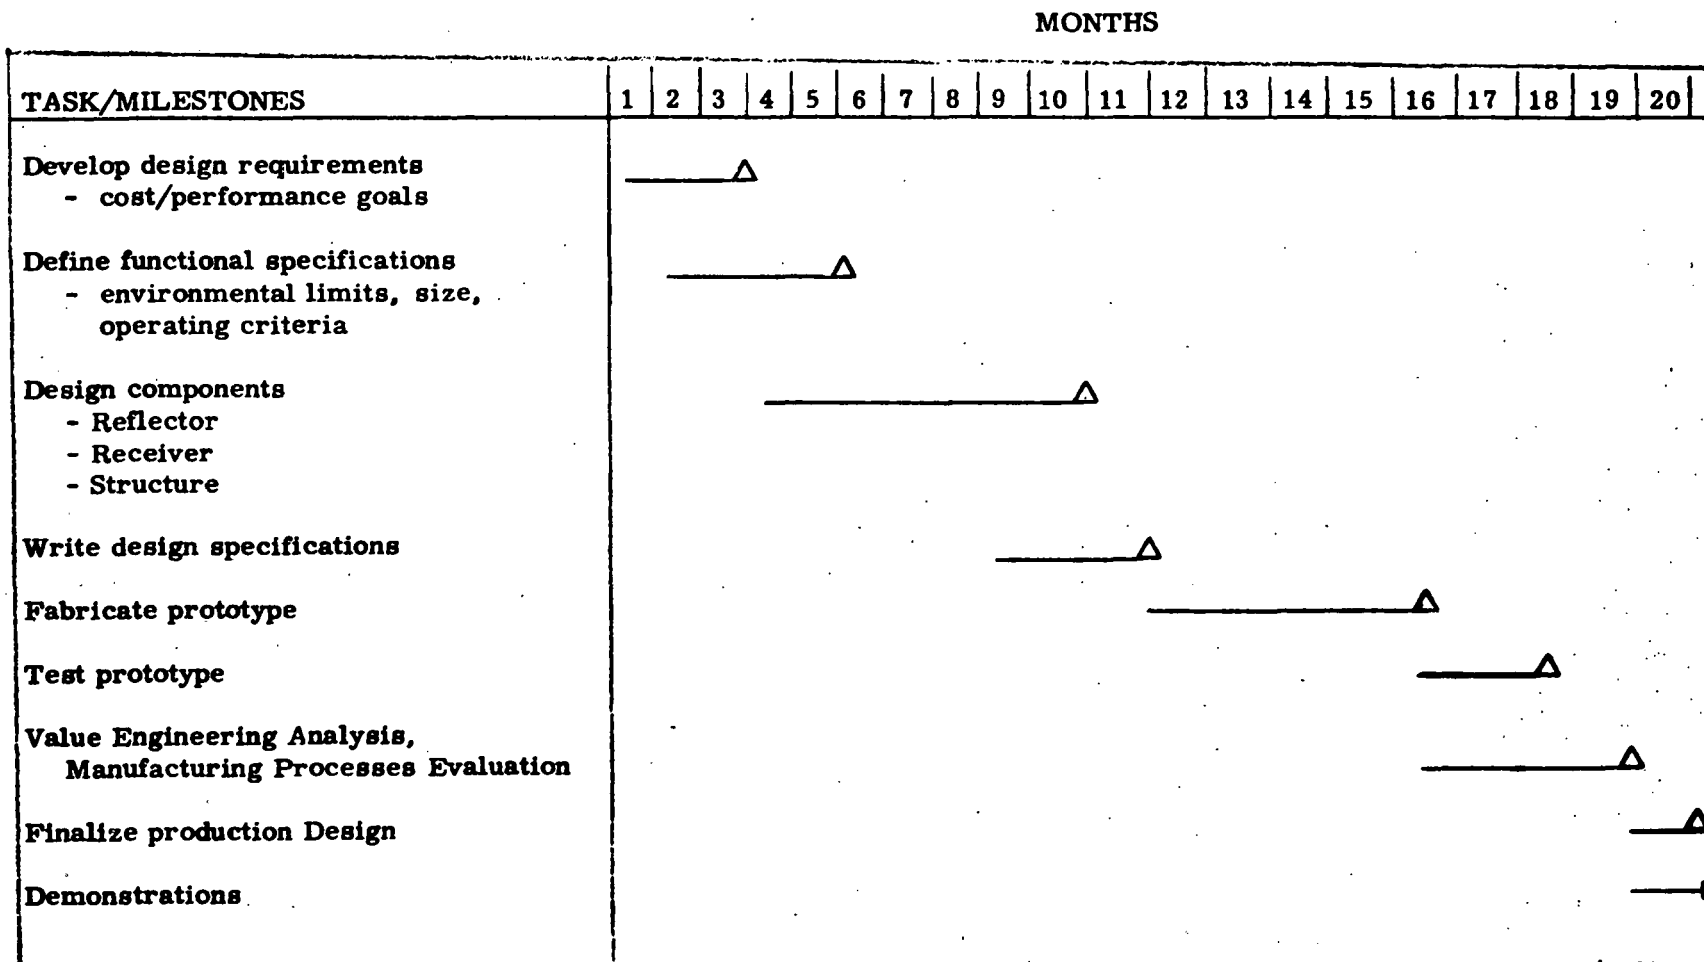 MONTHS
TASK/MILESTONES 1 2 3 4 5 6 7 8 9 10 11 12 13 14 15 16 17 18 19 20
Develop design requirements
- cost/performance goals
Define functional specifications
- environmental limits, size,
operating criteria
Design components
- Reflector
- Receiver
- Structure
Write design specifications
Fabricate prototype
Test prototype
Value Engineering Analysis,
Manufacturing Processes Evaluation
Finalize production Design
Demonstrations